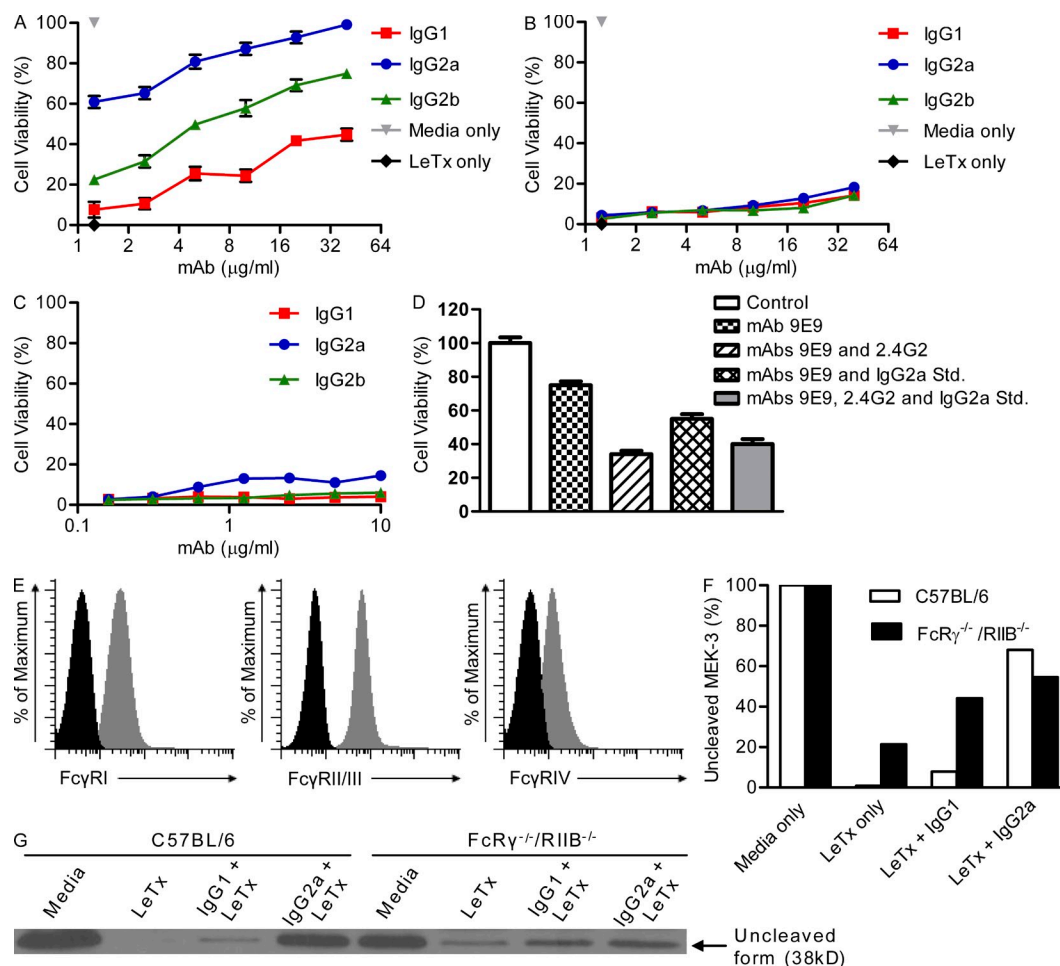 A
Cell Viability (%)
100
80
60
40
20
0
1 2 4 8 16 32 64
mAb (μg/ml)
IgG1
IgG2a
IgG2b
Media only
LeTx only
B
Cell Viability (%)
100
80
60
40
20
0
1 2 4 8 16 32 64
mAb (μg/ml)
IgG1
IgG2a
IgG2b
Media only
LeTx only
C
Cell Viability (%)
100
80
60
40
20
0
0.1 1 10
mAb (μg/ml)
IgG1
IgG2a
IgG2b
D
Cell Viability (%)
120
100
80
60
40
20
0
Control
mAb 9E9
mAbs 9E9 and 2.4G2
mAbs 9E9 and IgG2a Std.
mAbs 9E9, 2.4G2 and IgG2a Std.
E
% of Maximum
FcγRI
% of Maximum
FcγRII/III
% of Maximum
FcγRIV
F
Uncleaved MEK-3 (%)
100
80
60
40
20
0
C57BL/6
FcRγ-/- /RIIB-/-
Media only
LeTx only
LeTx + IgG1
LeTx + IgG2a
G
C57BL/6
FcRγ-/-/RIIB-/-
Media
LeTx
IgG1 +
LeTx
IgG2a +
LeTx
Media
LeTx
IgG1 +
LeTx
IgG2a +
LeTx
Uncleaved
form (38kD)